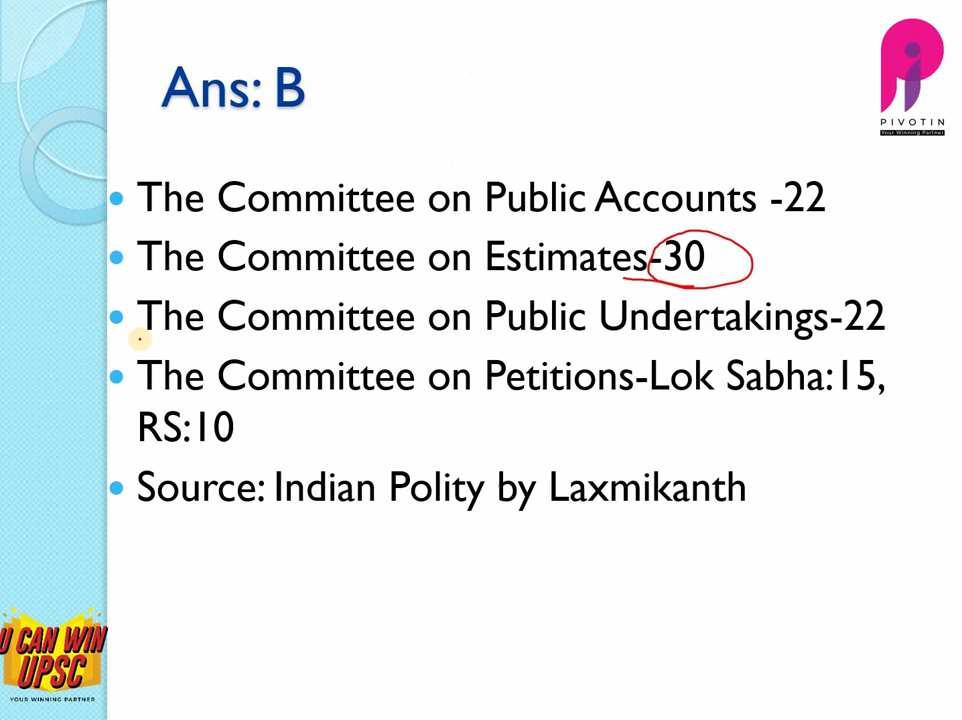 Ans: B
PIVOTIN
Your Winning Partner
The Committee on Public Accounts -22
The Committee on Estimates-30
The Committee on Public Undertakings-22
The Committee on Petitions-Lok Sabha:15,
RS:10
Source: Indian Polity by Laxmikanth
U CAN WIN
UPSC
YOUR WINNING PARTNER